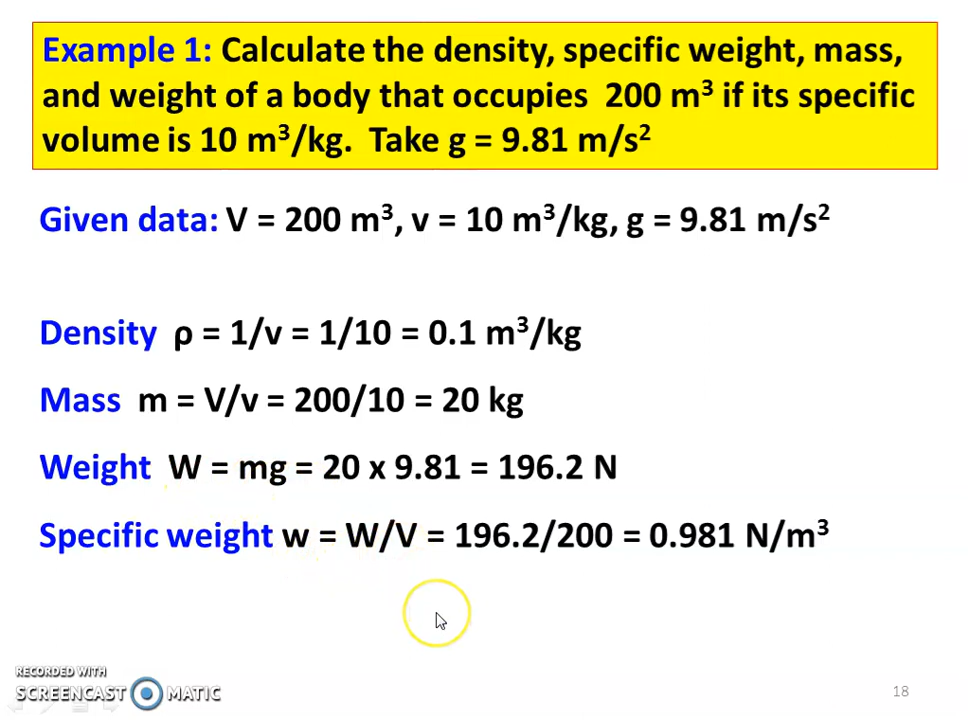 Example 1: Calculate the density, specific weight, mass,
and weight of a body that occupies 200 m³ if its specific
volume is 10 m³/kg. Take g = 9.81 m/s²
Given data: V = 200 m³, v = 10 m³/kg, g = 9.81 m/s²
Density ρ = 1/v = 1/10 = 0.1 m³/kg
Mass m = V/v = 200/10 = 20 kg
Weight W = mg = 20 x 9.81 = 196.2 N
Specific weight w = W/V = 196.2/200 = 0.981 N/m³
RECORDED WITH
SCREENCAST MATIC
18